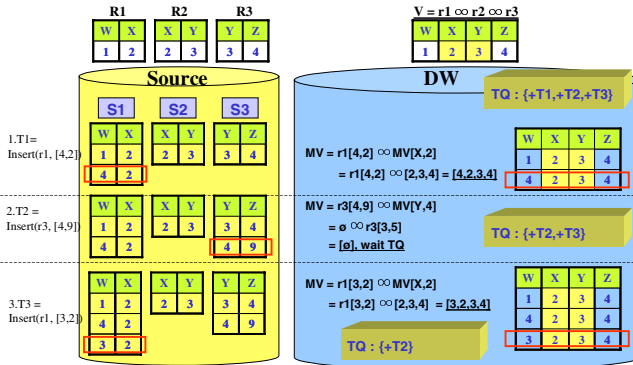 R1 R2 R3 V = r1 ∞ r2 ∞ r3
W X X Y Y Z W X Y Z
1 2 2 3 3 4 1 2 3 4
Source DW
TQ : {+T1,+T2,+T3}
S1 S2 S3
1.T1=
Insert(r1, [4,2])
W X X Y Y Z
1 2 2 3 3 4
4 2
MV = r1[4,2] ∞ MV[X,2]
= r1[4,2] ∞ [2,3,4] = [4,2,3,4]
W X Y Z
1 2 3 4
4 2 3 4
2.T2 =
Insert(r3, [4,9])
W X X Y Y Z
1 2 2 3 3 4
4 2 4 9
MV = r3[4,9] ∞ MV[Y,4]
= ø ∞ r3[3,5]
= [ø], wait TQ
TQ : {+T2,+T3}
3.T3 =
Insert(r1, [3,2])
W X X Y Y Z
1 2 2 3 3 4
4 2 4 9
3 2
MV = r1[3,2] ∞ MV[X,2]
= r1[3,2] ∞ [2,3,4] = [3,2,3,4]
TQ : {+T2}
W X Y Z
1 2 3 4
4 2 3 4
3 2 3 4